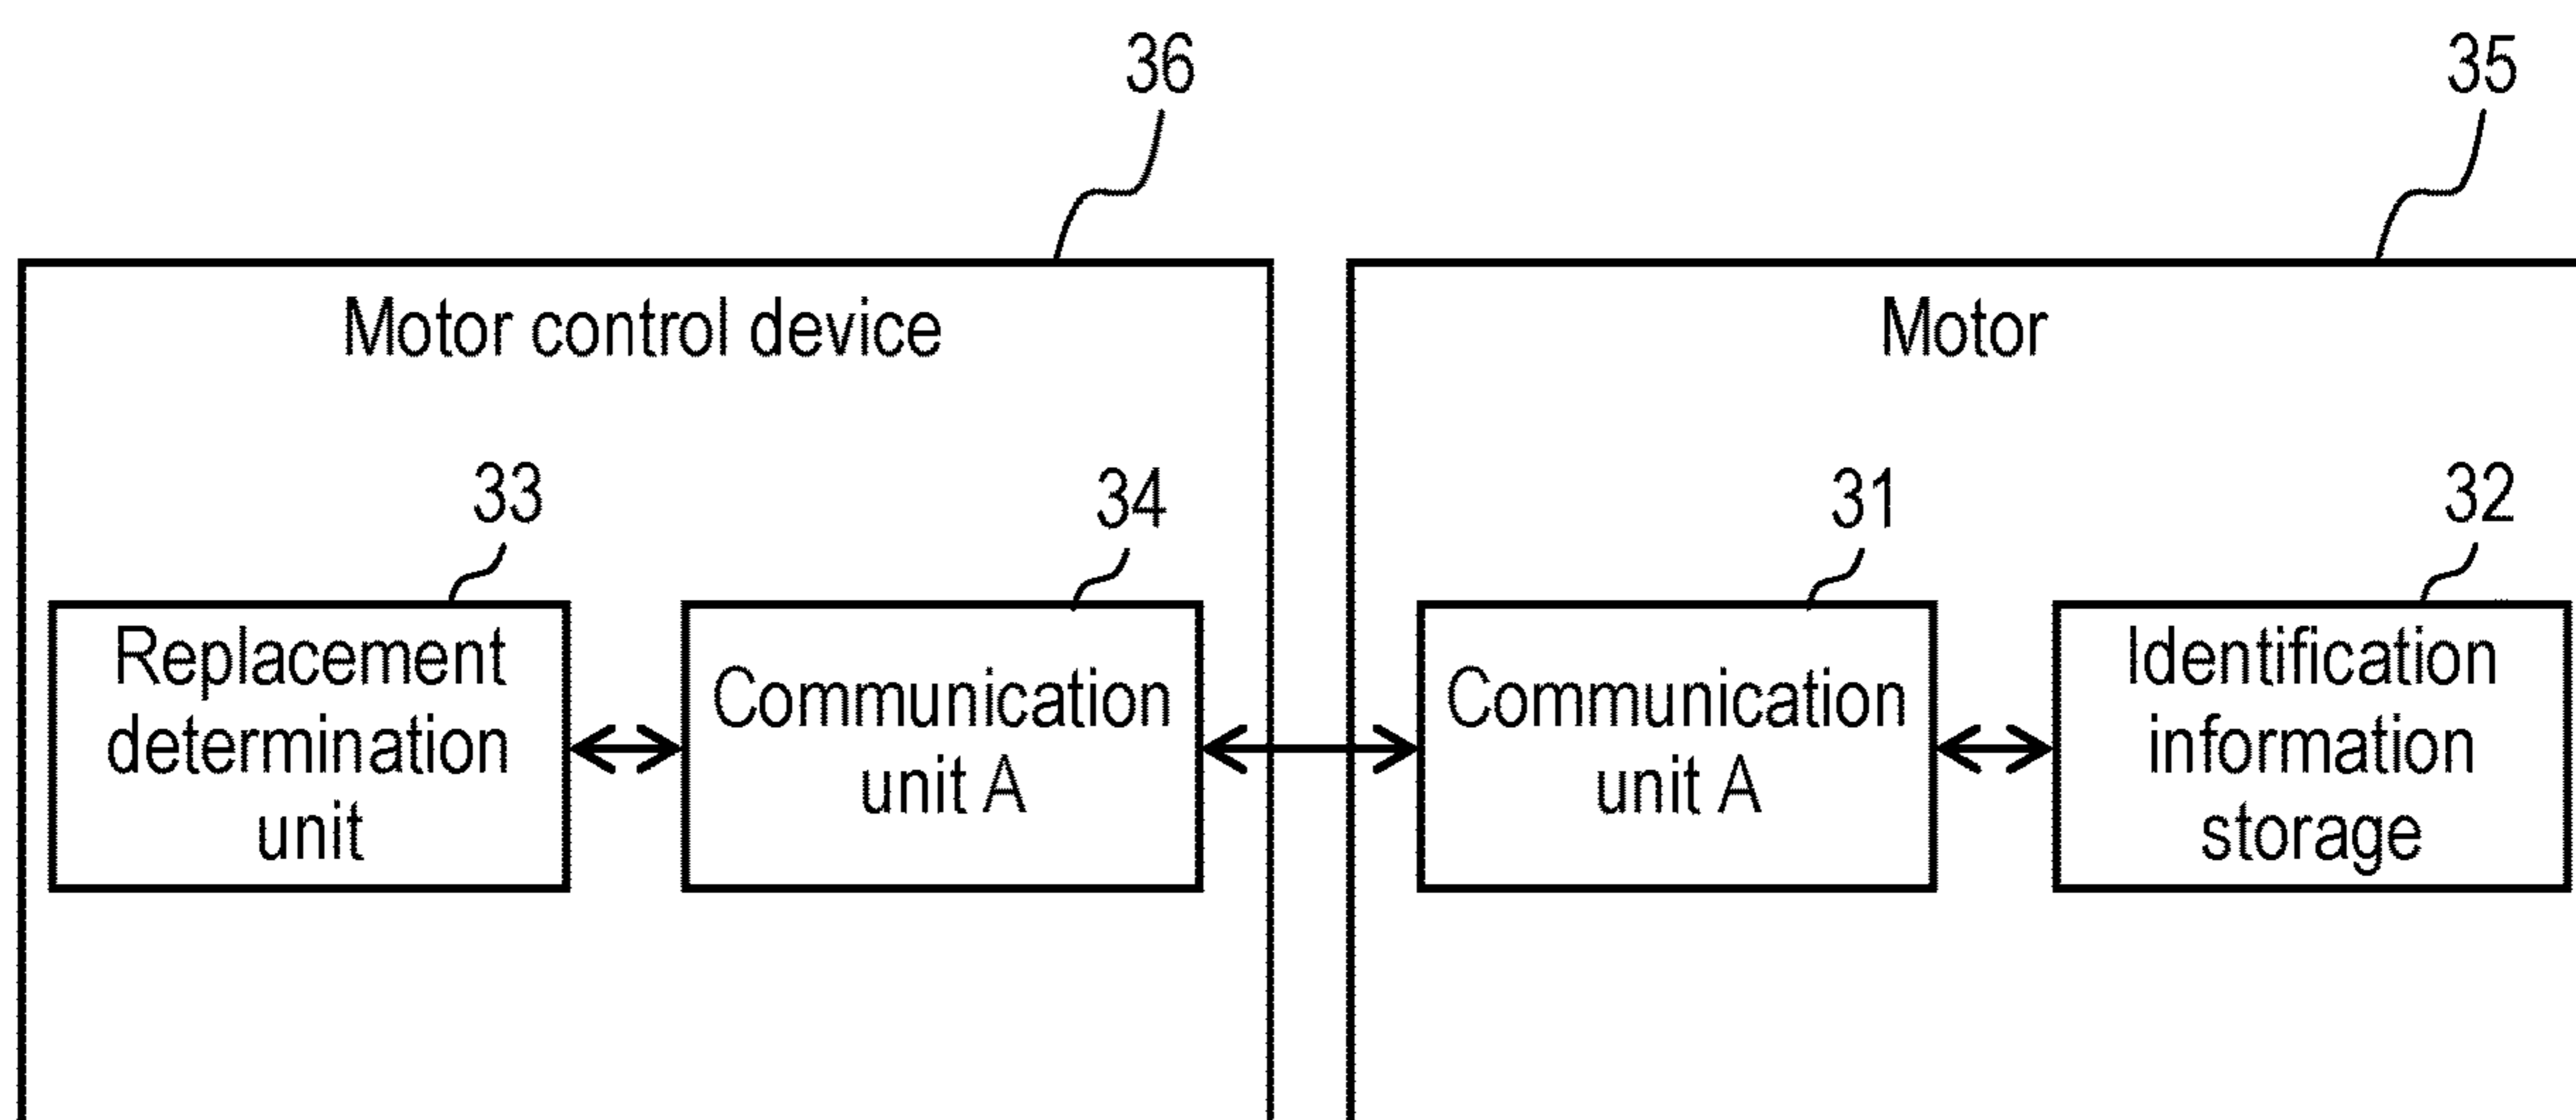 36
35
Motor control device
Motor
33
34
31
32
Replacement
determination
unit
Communication
unit A
Communication
unit A
Identification
information
storage